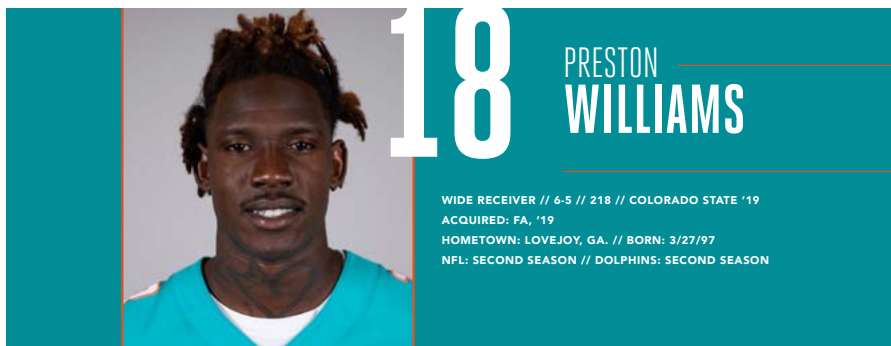 18
PRESTON
WILLIAMS
WIDE RECEIVER // 6-5 // 218 // COLORADO STATE ’19
ACQUIRED: FA, ’19
HOMETOWN: LOVEJOY, GA. // BORN: 3/27/97
NFL: SECOND SEASON // DOLPHINS: SECOND SEASON